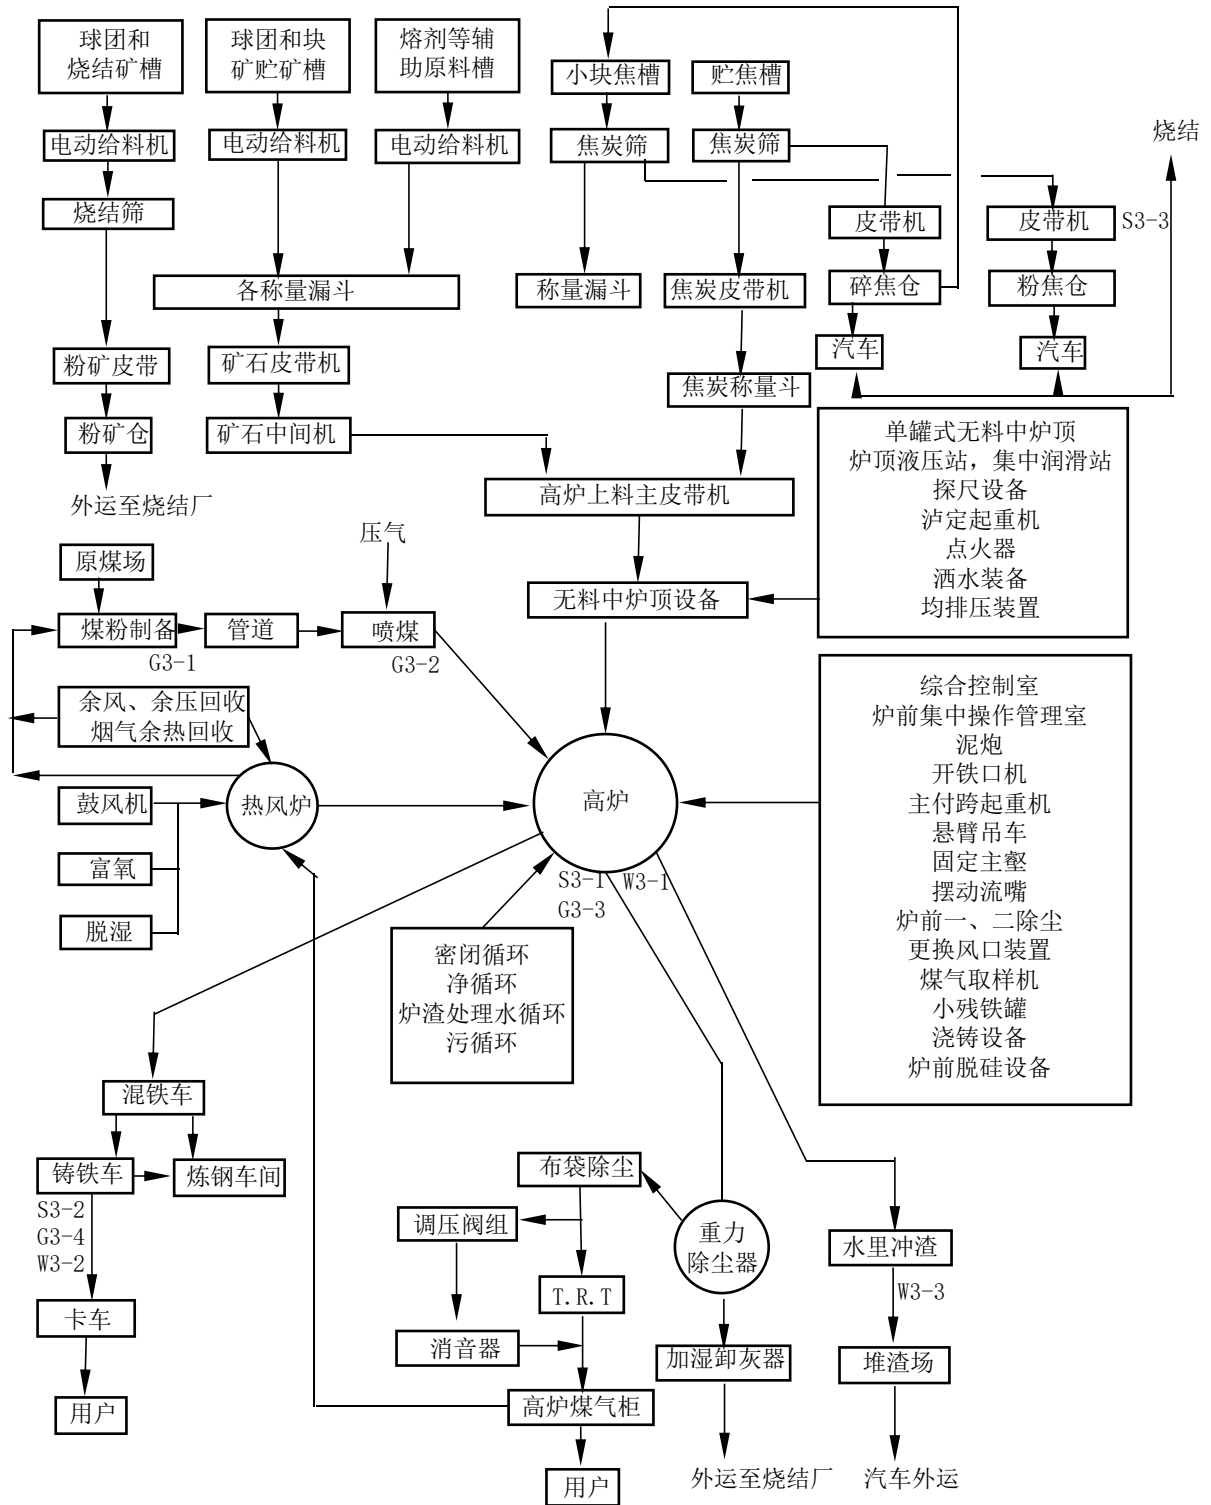 球团和
烧结矿槽
球团和块
矿贮矿槽
熔剂等辅
助原料槽
小块焦槽
贮焦槽
电动给料机
电动给料机
电动给料机
焦炭筛
焦炭筛
烧结
烧结筛
皮带机
皮带机
S3-3
各称量漏斗
称量漏斗
焦炭皮带机
碎焦仓
粉焦仓
粉矿皮带
矿石皮带机
汽车
汽车
焦炭称量斗
粉矿仓
矿石中间机
单罐式无料中炉顶
炉顶液压站，集中润滑站
探尺设备
泸定起重机
点火器
洒水装备
均排压装置
外运至烧结厂
高炉上料主皮带机
压气
原煤场
无料中炉顶设备
煤粉制备
管道
喷煤
G3-1
G3-2
综合控制室
炉前集中操作管理室
泥炮
开铁口机
主付跨起重机
悬臂吊车
固定主壑
摆动流嘴
炉前一、二除尘
更换风口装置
煤气取样机
小残铁罐
浇铸设备
炉前脱硅设备
余风、余压回收
烟气余热回收
鼓风机
热风炉
高炉
富氧
S3-1
W3-1
G3-3
脱湿
密闭循环
净循环
炉渣处理水循环
污循环
混铁车
铸铁车
炼钢车间
布袋除尘
S3-2
G3-4
W3-2
调压阀组
重力
除尘器
水里冲渣
W3-3
T.R.T
卡车
消音器
加湿卸灰器
堆渣场
用户
高炉煤气柜
用户
外运至烧结厂
汽车外运